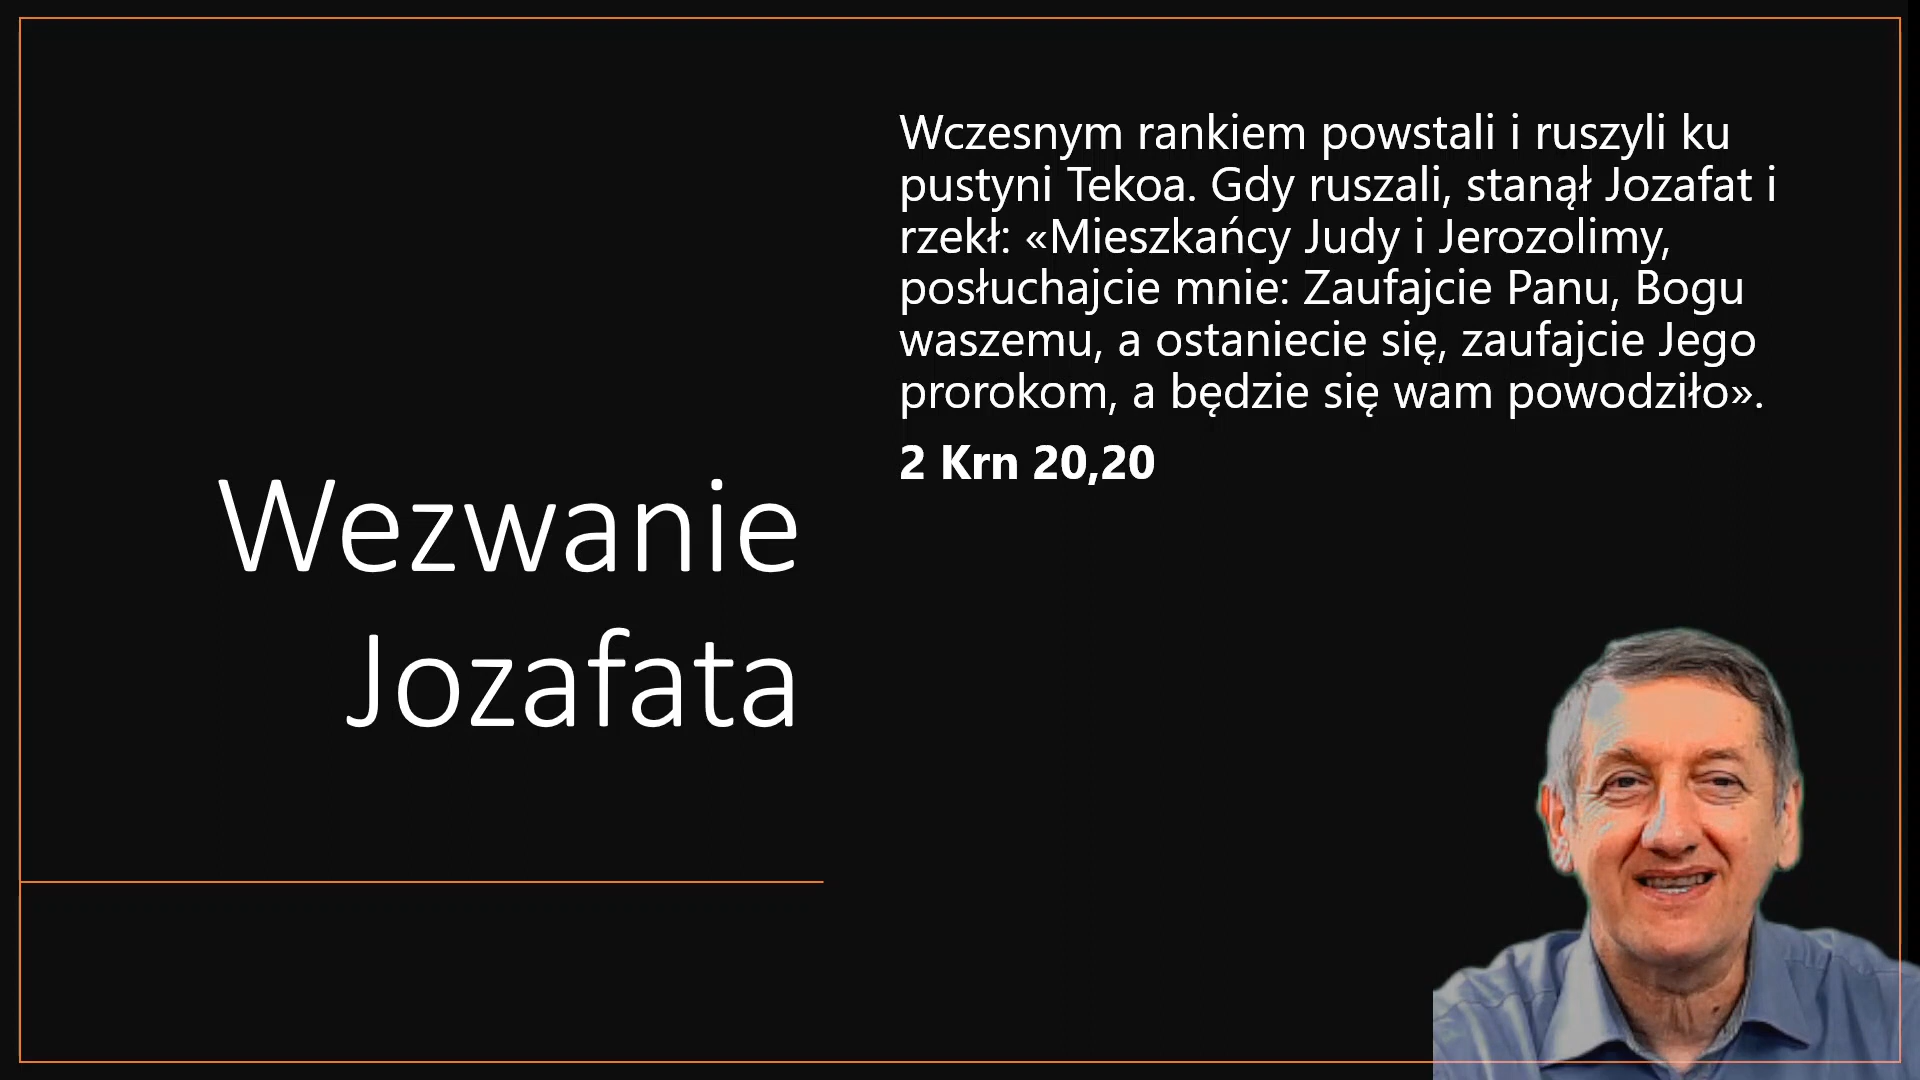 Wezwanie
Jozafata
Wczesnym rankiem powstali i ruszyli ku
pustyni Tekoa. Gdy ruszali, stanął Jozafat i
rzekł: «Mieszkańcy Judy i Jerozolimy,
posłuchajcie mnie: Zaufajcie Panu, Bogu
waszemu, a ostaniecie się, zaufajcie Jego
prorokom, a będzie się wam powodziło».
2 Krn 20,20